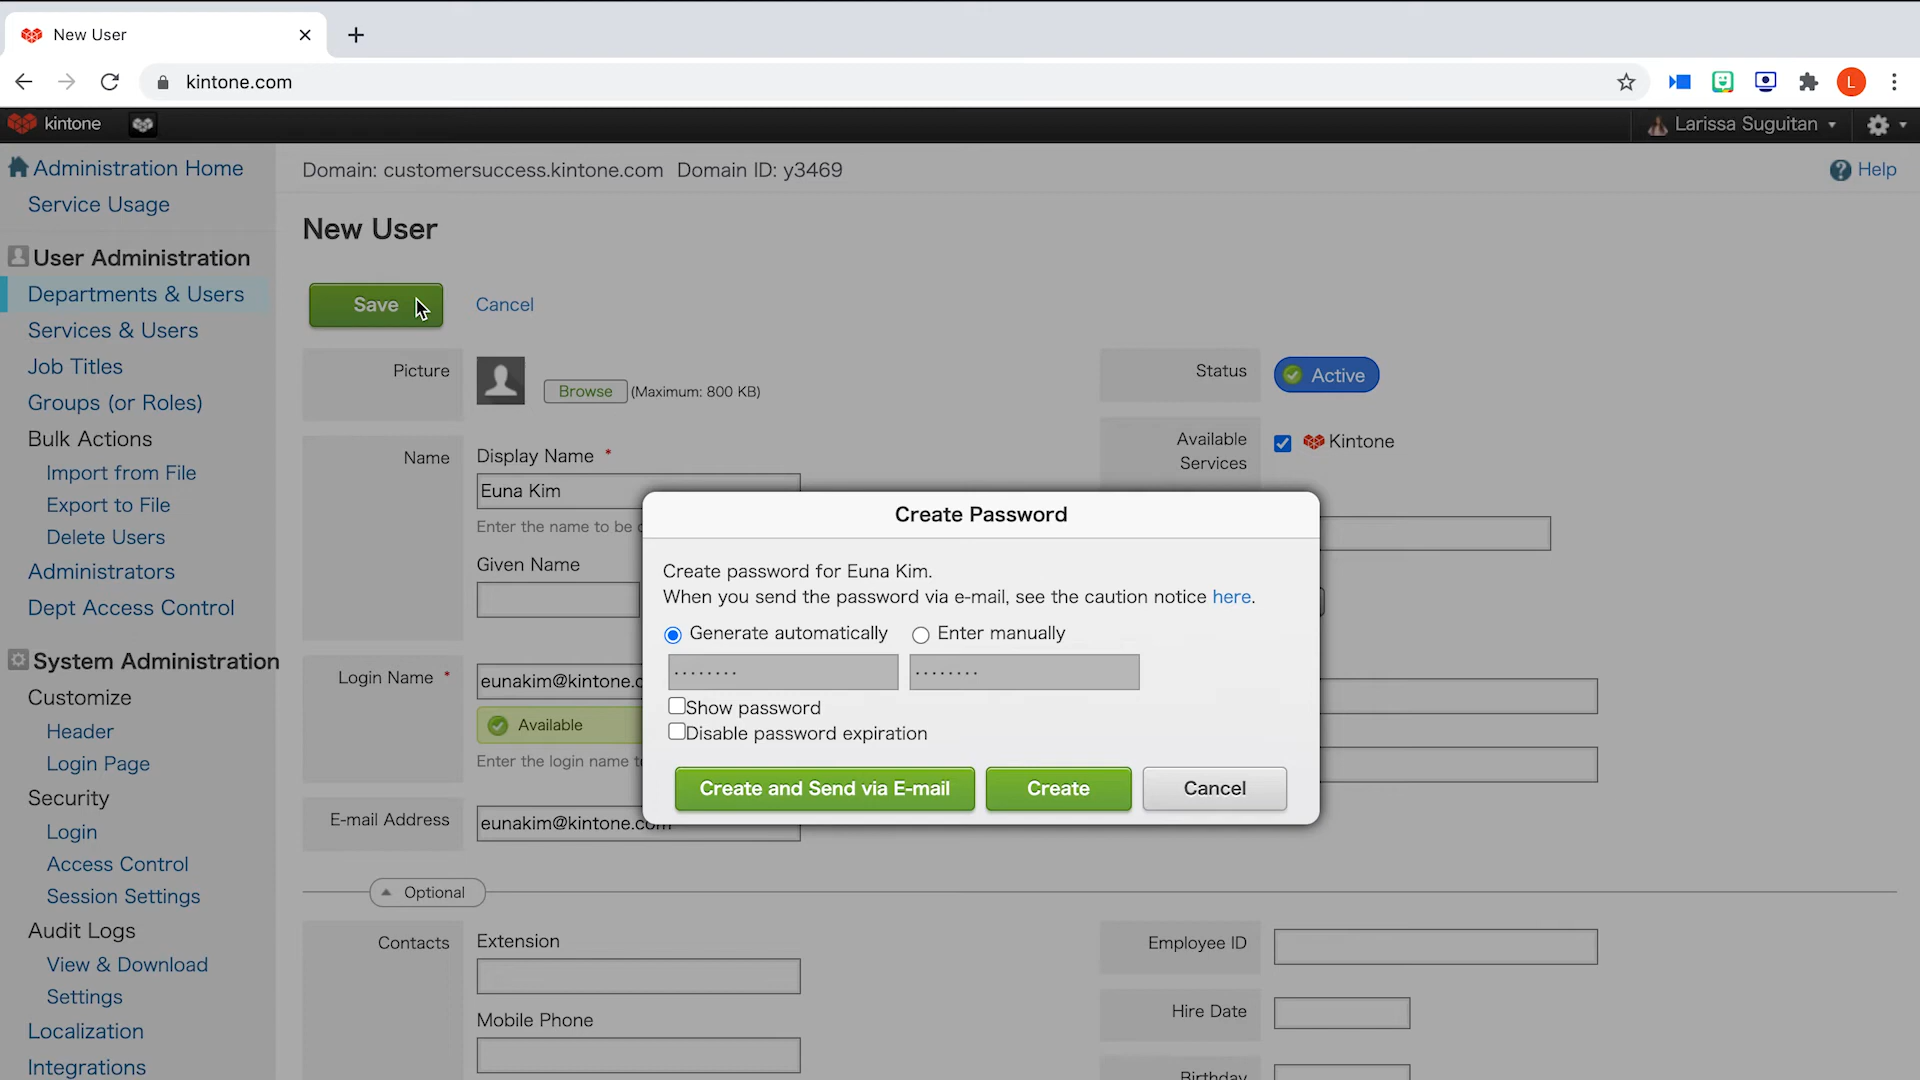 New User
kintone.com
L
kintone
Larissa Suguitan
Administration Home
Service Usage
User Administration
Departments & Users
Services & Users
Job Titles
Groups (or Roles)
Bulk Actions
Import from File
Export to File
Delete Users
Administrators
Dept Access Control
System Administration
Customize
Header
Login Page
Security
Login
Access Control
Session Settings
Audit Logs
View & Download
Settings
Localization
Integrations
Domain: customersuccess.kintone.com Domain ID: y3469
? Help
New User
Save
Cancel
Picture
Browse (Maximum: 800 KB)
Status
Active
Name
Display Name *
Euna Kim
Enter the name to be
Given Name
Available
Services
Kintone
Login Name *
eunakim@kintone.c
Available
Enter the login name
E-mail Address
eunakim@kintone.com
Create Password
Create password for Euna Kim.
When you send the password via e-mail, see the caution notice here.
Generate automatically
Enter manually
........ ........
Show password
Disable password expiration
Create and Send via E-mail
Create
Cancel
Optional
Contacts
Extension
Mobile Phone
Employee ID
Hire Date
Birthday